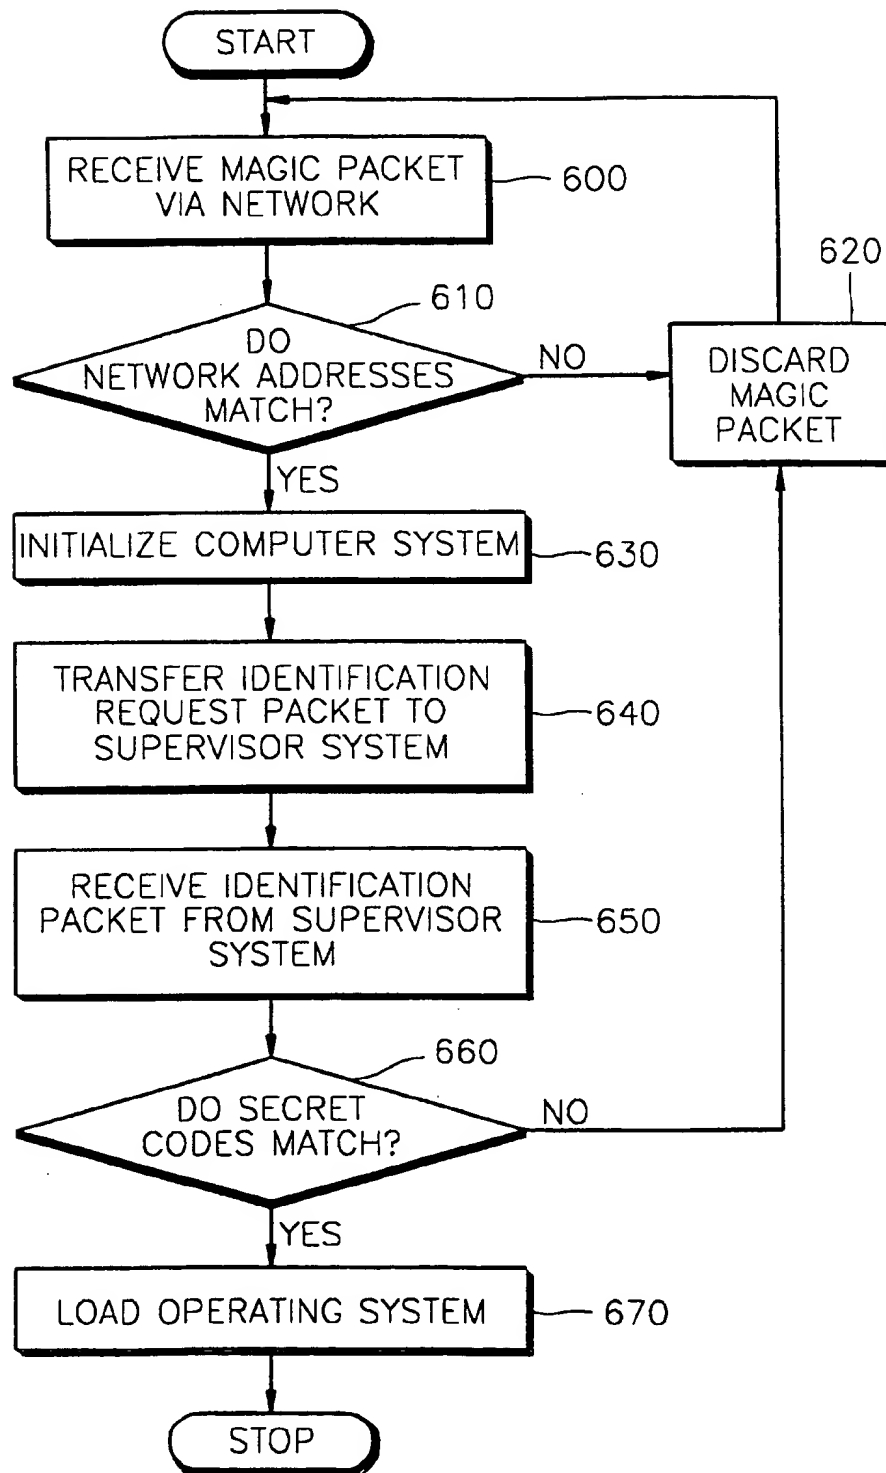 START
RECEIVE MAGIC PACKET
VIA NETWORK
600
610
DO
NETWORK ADDRESSES
MATCH?
NO
620
DISCARD
MAGIC
PACKET
YES
INITIALIZE COMPUTER SYSTEM
630
TRANSFER IDENTIFICATION
REQUEST PACKET TO
SUPERVISOR SYSTEM
640
RECEIVE IDENTIFICATION
PACKET FROM SUPERVISOR
SYSTEM
650
660
DO SECRET
CODES MATCH?
NO
YES
LOAD OPERATING SYSTEM
670
STOP